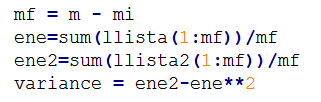 mf = m - mi
ene=sum(llista(1:mf))/mf
ene2=sum(llista2(1:mf))/mf
variance = ene2-ene**2